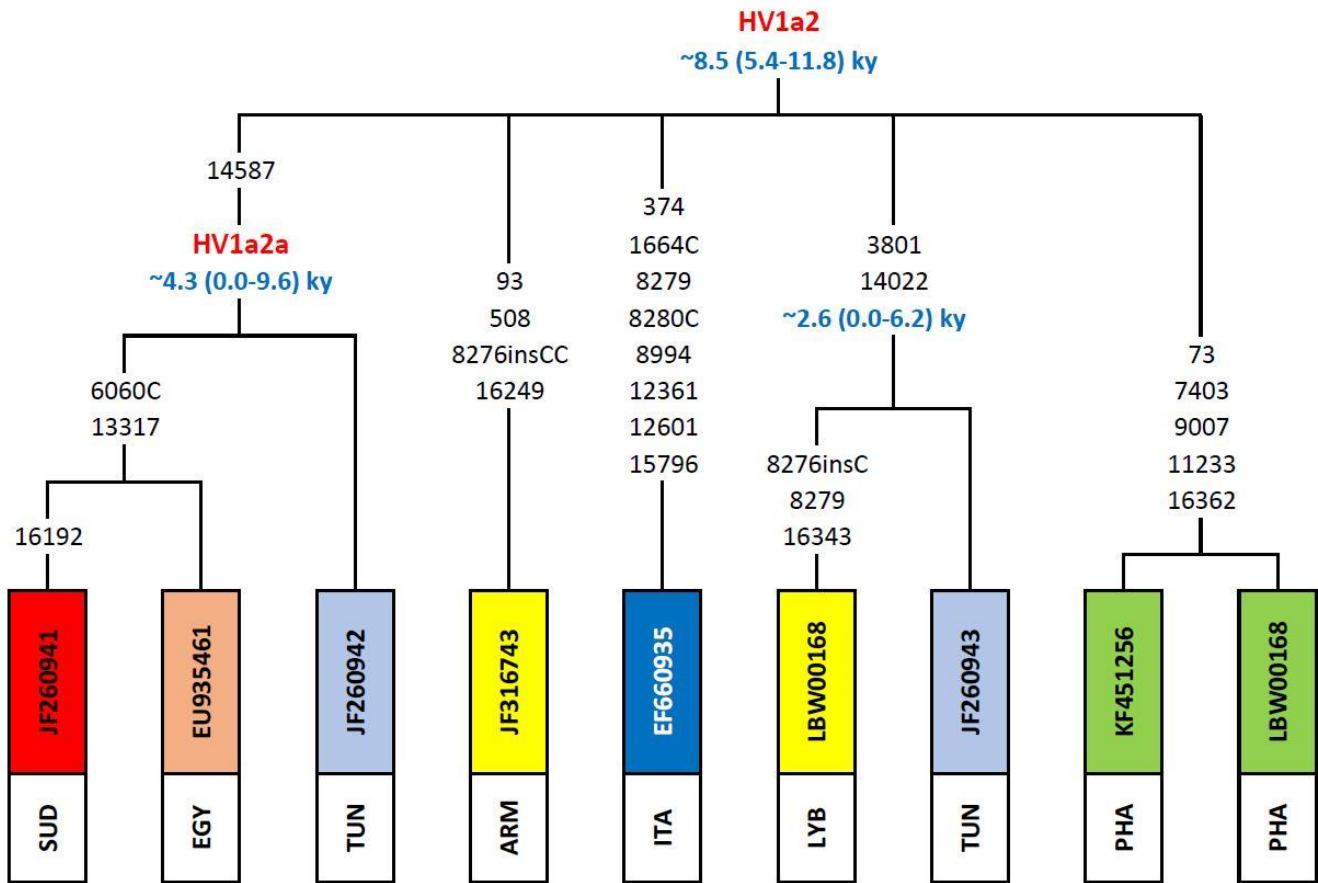 HV1a2
~8.5 (5.4-11.8) ky
14587
HV1a2a
~4.3 (0.0-9.6) ky
6060C
13317
16192
93
508
8276insCC
16249
374
1664C
8279
8280C
8994
12361
12601
15796
3801
14022
~2.6 (0.0-6.2) ky
8276insC
8279
16343
73
7403
9007
11233
16362
JF260941
EU935461
JF260942
JF316743
EF660935
LBW00168
JF260943
KF451256
LBW00168
SUD
EGY
TUN
ARM
ITA
LYB
TUN
PHA
PHA